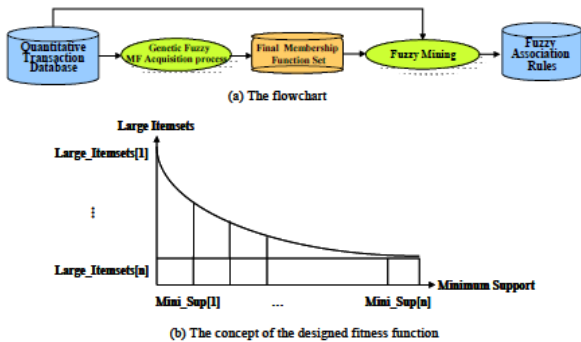 Quantitative
Transaction
Database
Genetic Fuzzy
MF Acquisition process
Final Membership
Function Set
Fuzzy Mining
Fuzzy
Association
Rules
(a) The flowchart
Large Itemsets
Large_Itemsets[1]
...
Large_Itemsets[n]
Minimum Support
Mini_Sup[1]
...
Mini_Sup[n]
(b) The concept of the designed fitness function